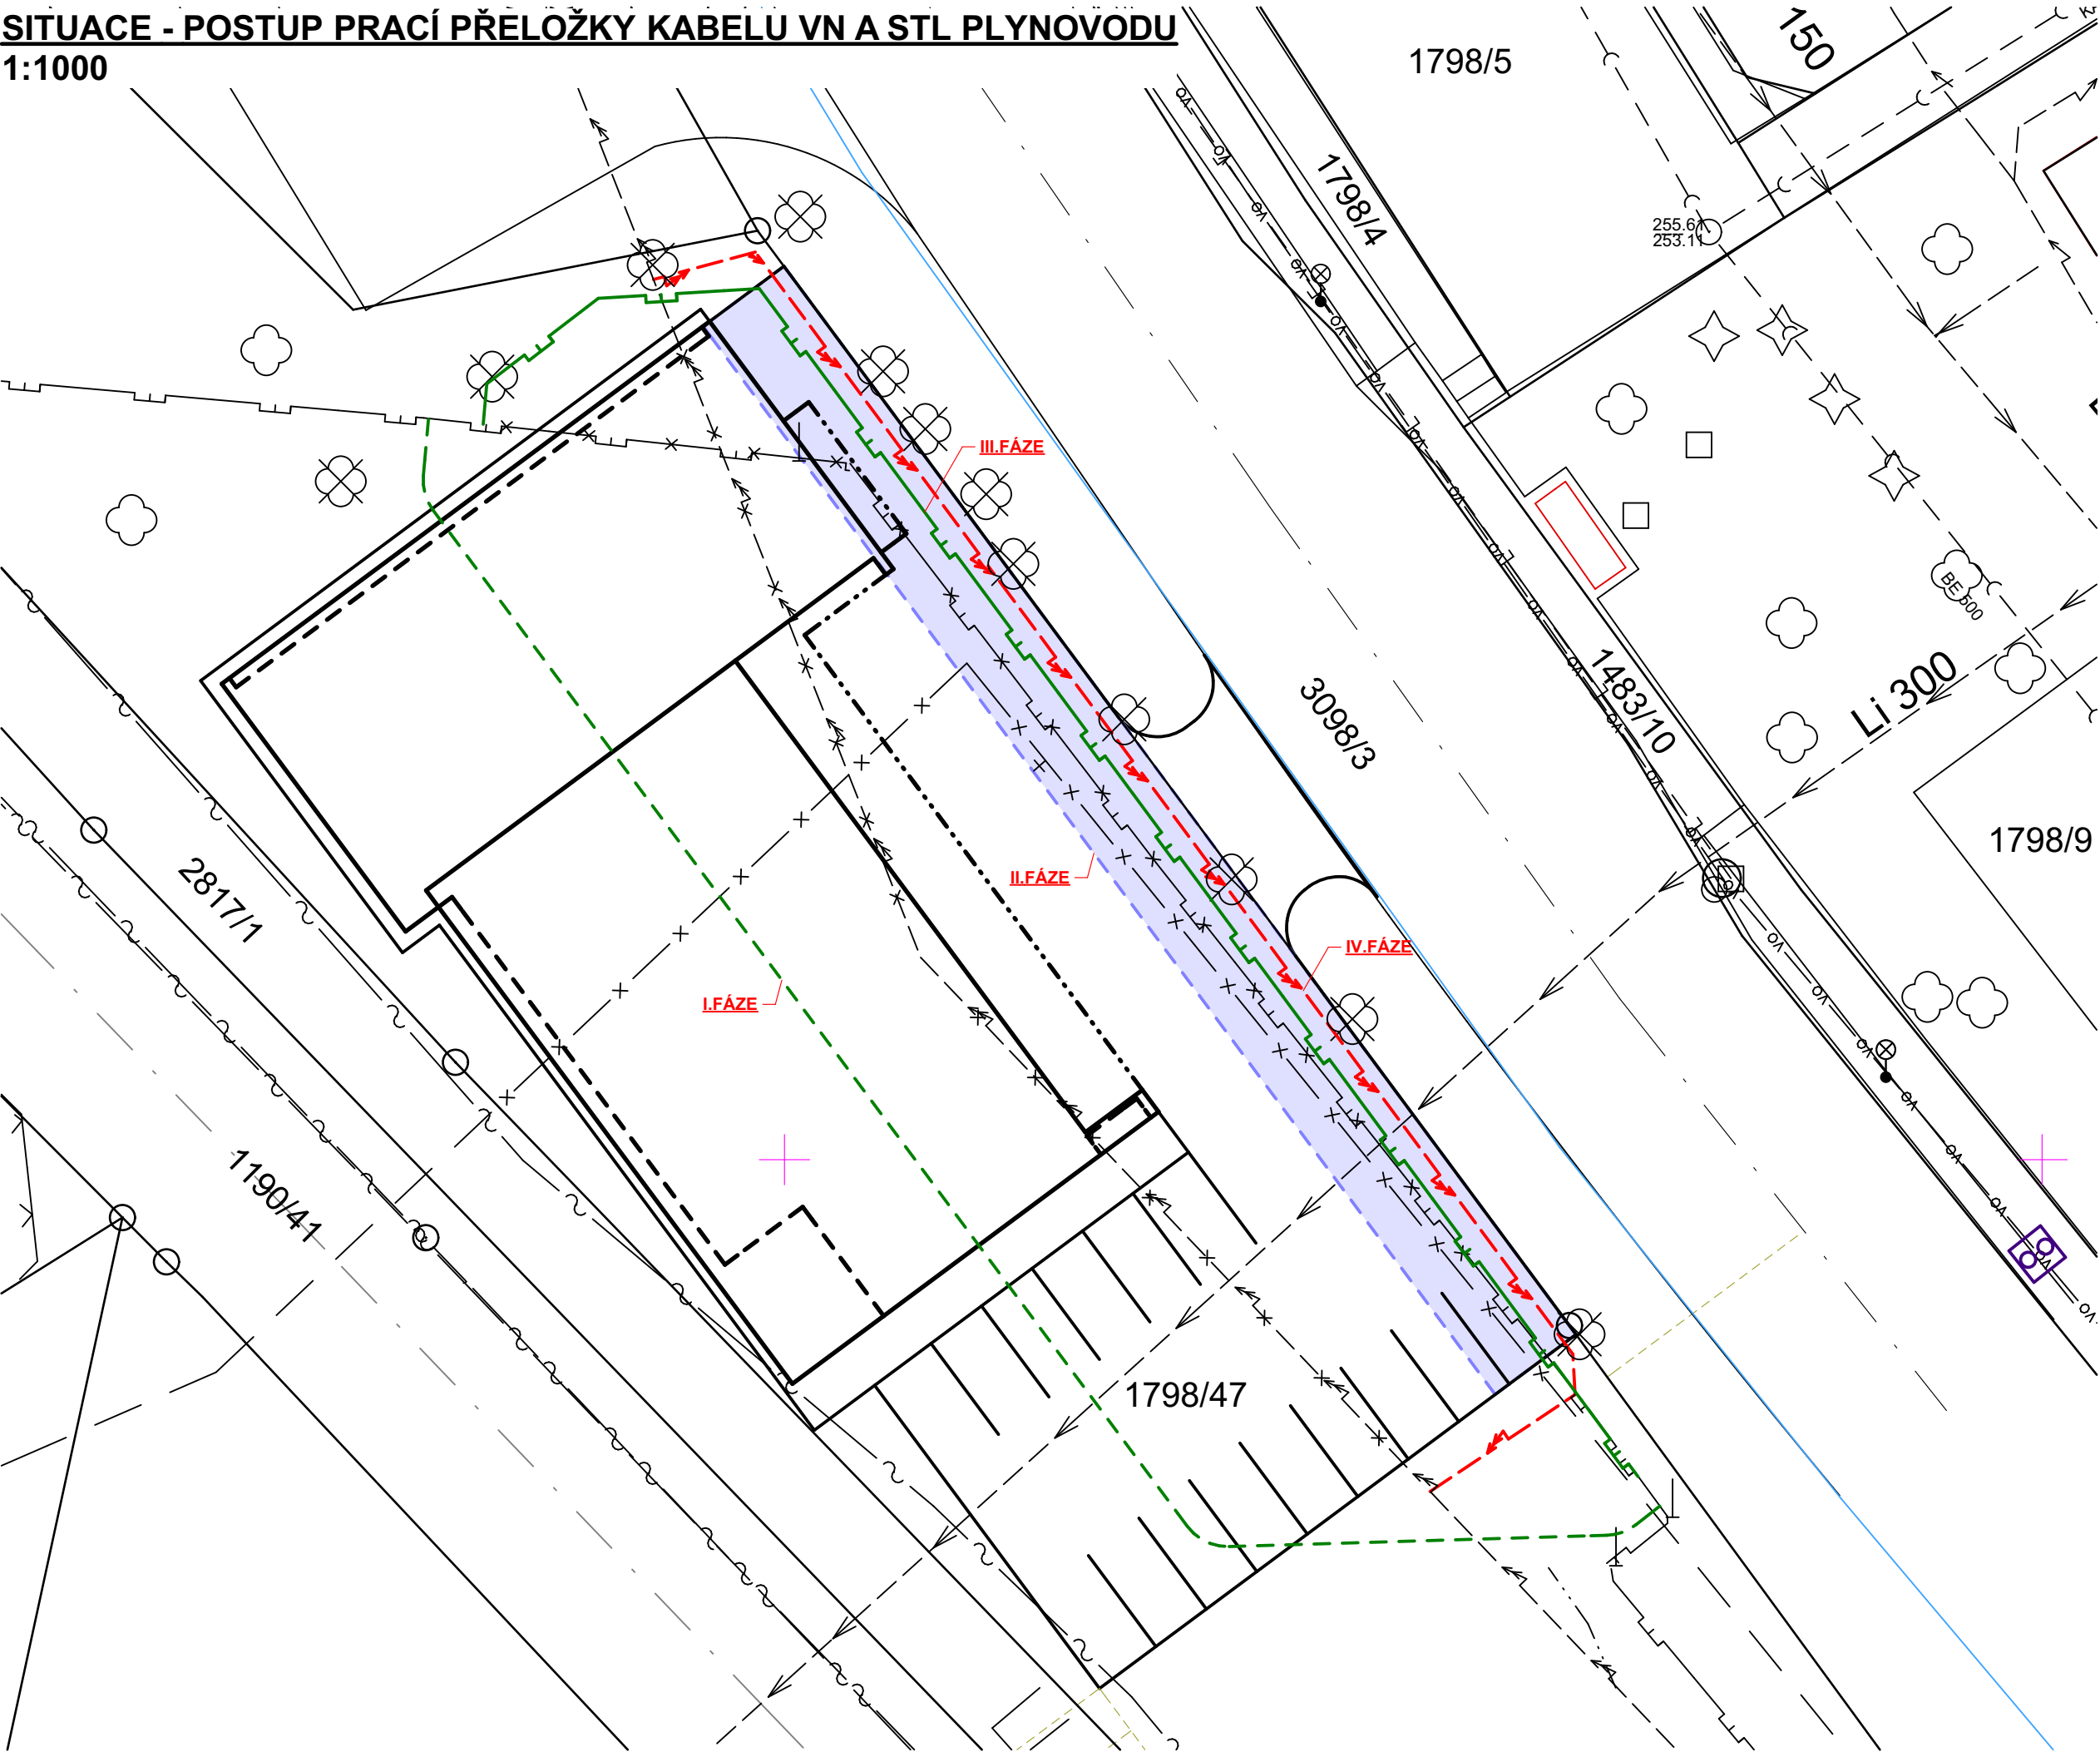 SITUACE - POSTUP PRACÍ PŘELOŽKY KABELU VN A STL PLYNOVODU
1:1000
1798/5
150
1798/4
255.61
253.11
III.FÁZE
BE 500
1483/10
Li 300
3098/3
1798/9
II.FÁZE
2817/1
IV.FÁZE
I.FÁZE
1190/41
1798/47